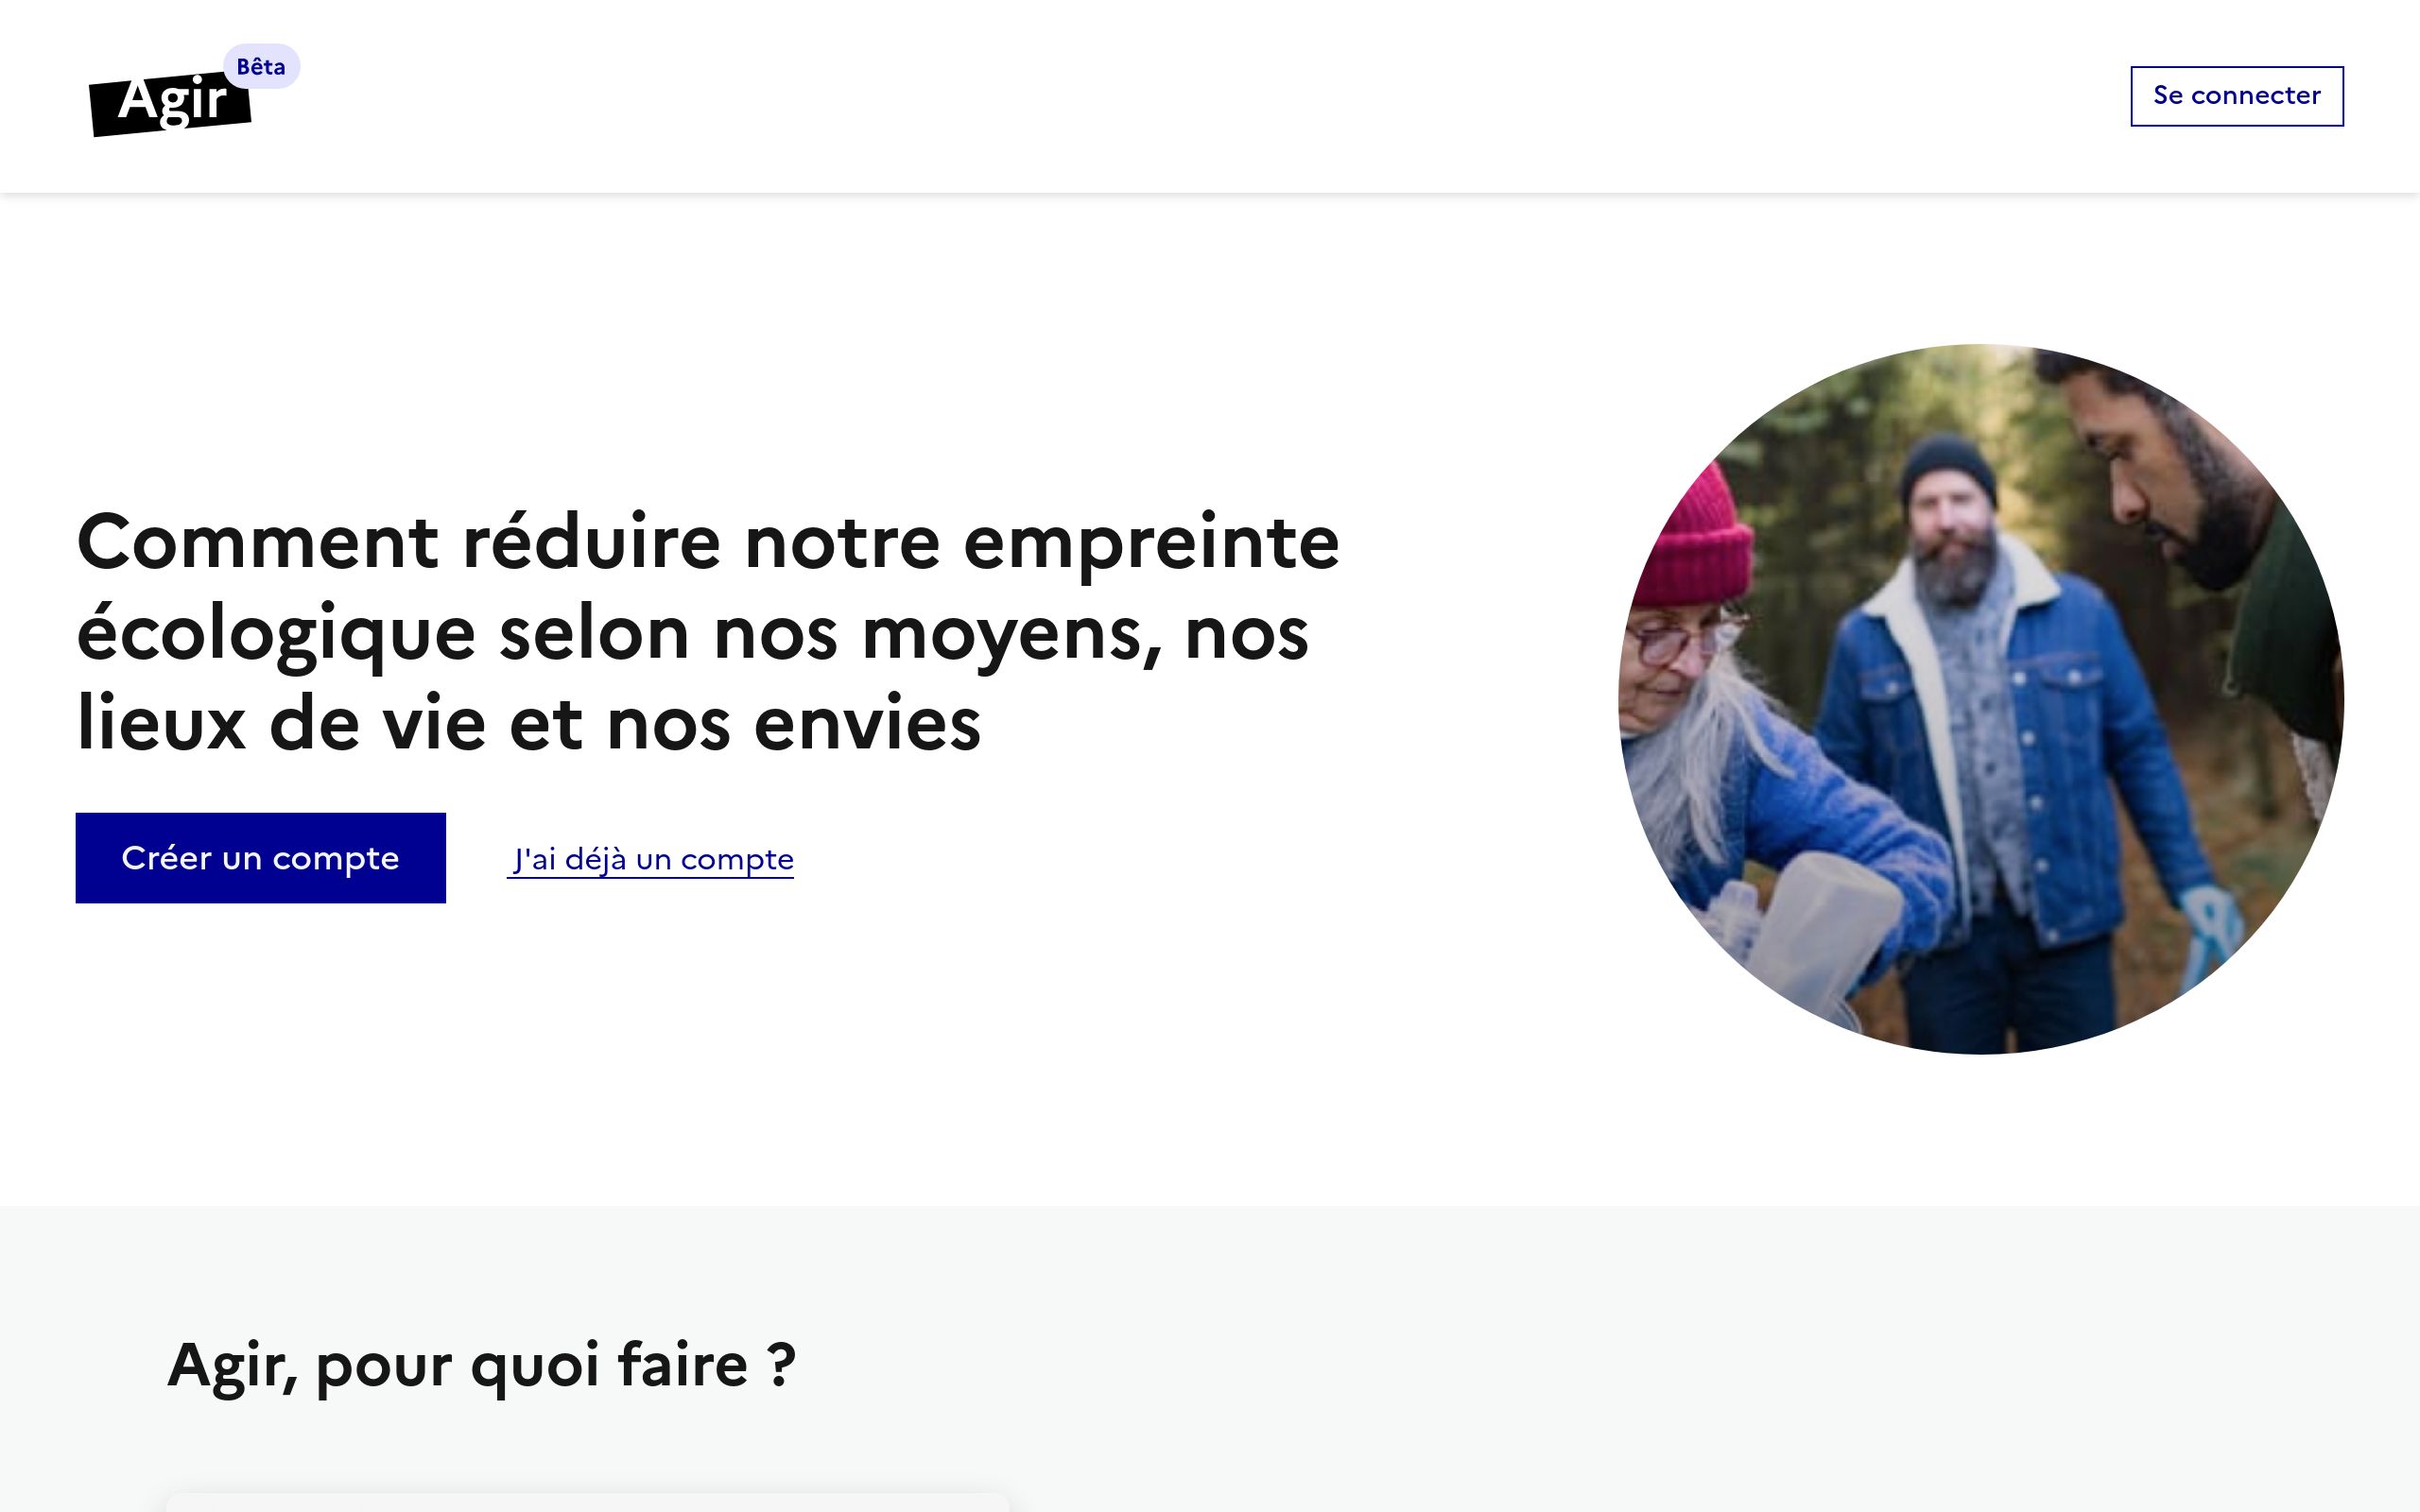 Agir
Bêta
Se connecter
Comment réduire notre empreinte
écologique selon nos moyens, nos
lieux de vie et nos envies
Créer un compte
J'ai déjà un compte
Agir, pour quoi faire ?